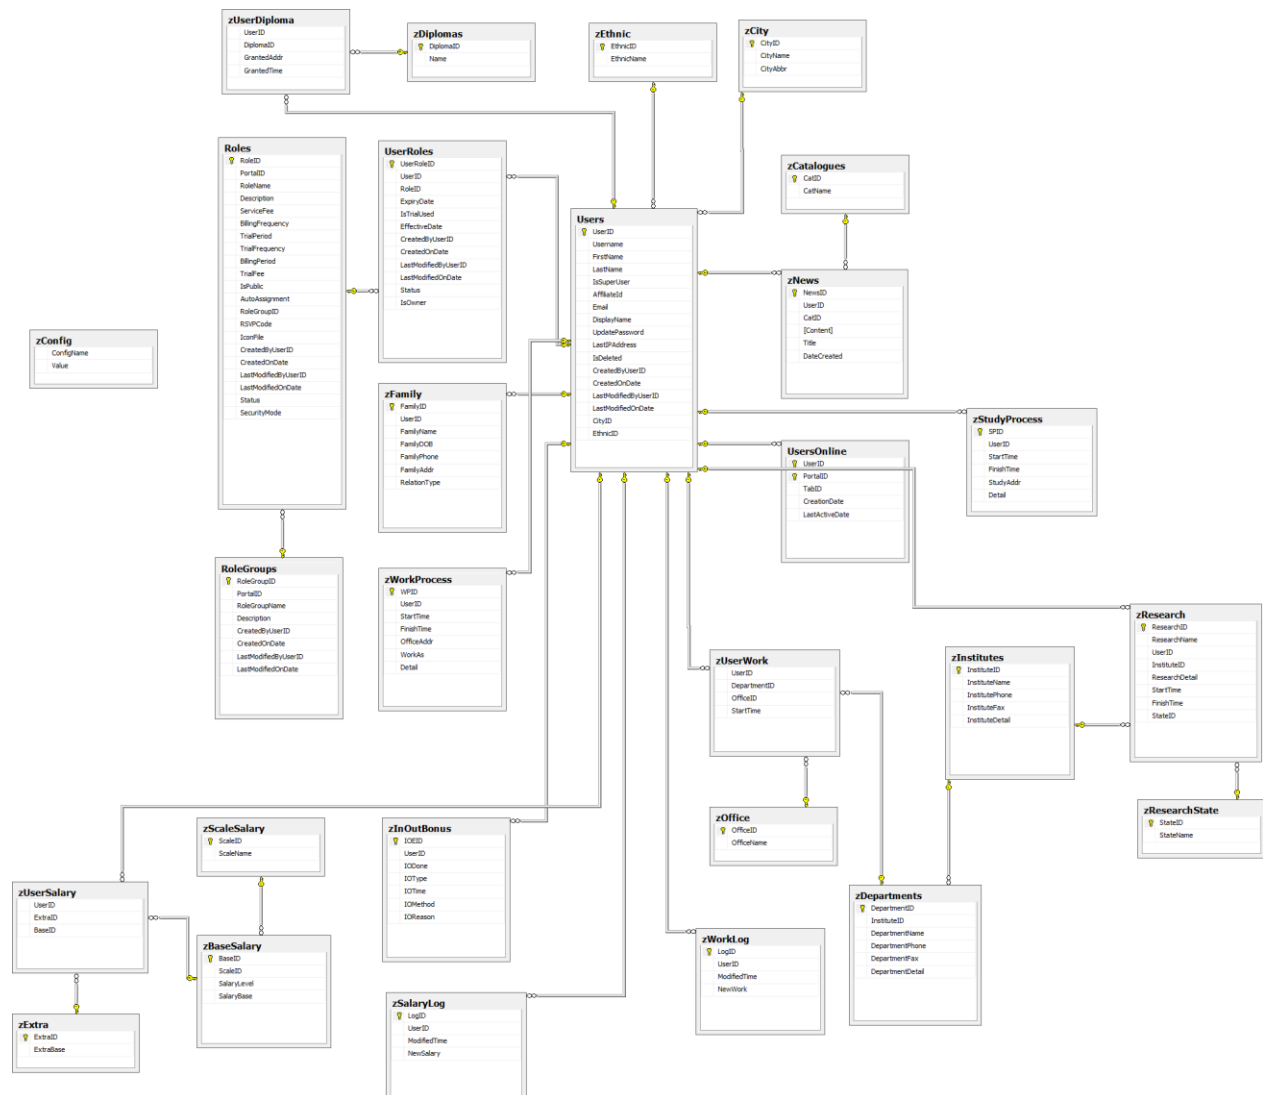 zUserDiploma
UserID
DiplomaID
GrantedAddr
GrantedTime
zDiplomas
DiplomaID
Name
zEthnic
EthnicID
EthnicName
zCity
CityID
CityName
CityAbbr
Roles
RoleID
PortalID
RoleName
Description
ServiceFee
BillingFrequency
TrialPeriod
TrialFrequency
BillingPeriod
TrialFee
IsPublic
AutoAssignment
RoleGroupID
RSVPCode
IconFile
CreatedByUserID
CreatedOnDate
LastModifiedByUserID
LastModifiedOnDate
Status
SecurityMode
UserRoles
UserRoleID
UserID
RoleID
ExpiryDate
IsTrialUsed
EffectiveDate
CreatedByUserID
CreatedOnDate
LastModifiedByUserID
LastModifiedOnDate
Status
IsOwner
Users
UserID
Username
FirstName
LastName
IsSuperUser
AffiliateId
Email
DisplayName
UpdatePassword
LastIPAddress
IsDeleted
CreatedByUserID
CreatedOnDate
LastModifiedByUserID
LastModifiedOnDate
CityID
EthnicID
zCatalogues
CatID
CatName
zNews
NewsID
UserID
CatID
[Content]
Title
DateCreated
zConfig
ConfigName
Value
zFamily
FamilyID
UserID
FamilyName
FamilyDOB
FamilyPhone
FamilyAddr
RelationType
zStudyProcess
SPID
UserID
StartTime
FinishTime
StudyAddr
Detail
UsersOnline
UserID
PortalID
TabID
CreationDate
LastActiveDate
RoleGroups
RoleGroupID
PortalID
RoleGroupName
Description
CreatedByUserID
CreatedOnDate
LastModifiedByUserID
LastModifiedOnDate
zWorkProcess
WPID
UserID
StartTime
FinishTime
OfficeAddr
WorkAs
Detail
zResearch
ResearchID
ResearchName
UserID
InstituteID
ResearchDetail
StartTime
FinishTime
StateID
zUserWork
UserID
DepartmentID
OfficeID
StartTime
zInstitutes
InstituteID
InstituteName
InstitutePhone
InstituteFax
InstituteDetail
zResearchState
StateID
StateName
zOffice
OfficeID
OfficeName
zScaleSalary
ScaleID
ScaleName
zInOutBonus
IOEID
UserID
IODone
IOType
IOTime
IOMethod
IOReason
zUserSalary
UserID
ExtraID
BaseID
zDepartments
DepartmentID
InstituteID
DepartmentName
DepartmentPhone
DepartmentFax
DepartmentDetail
zBaseSalary
BaseID
ScaleID
SalaryLevel
SalaryBase
zWorkLog
LogID
UserID
ModifiedTime
NewWork
zSalaryLog
LogID
UserID
ModifiedTime
NewSalary
zExtra
ExtraID
ExtraBase